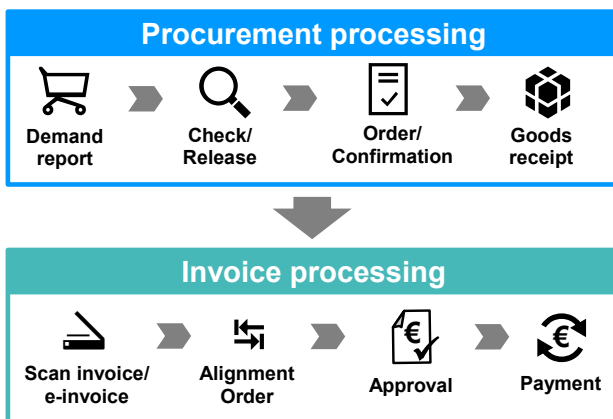 Procurement processing
Demand
report
Check/
Release
Order/
Confirmation
Goods
receipt
Invoice processing
Scan invoice/
e-invoice
Alignment
Order
€
Approval
€
Payment